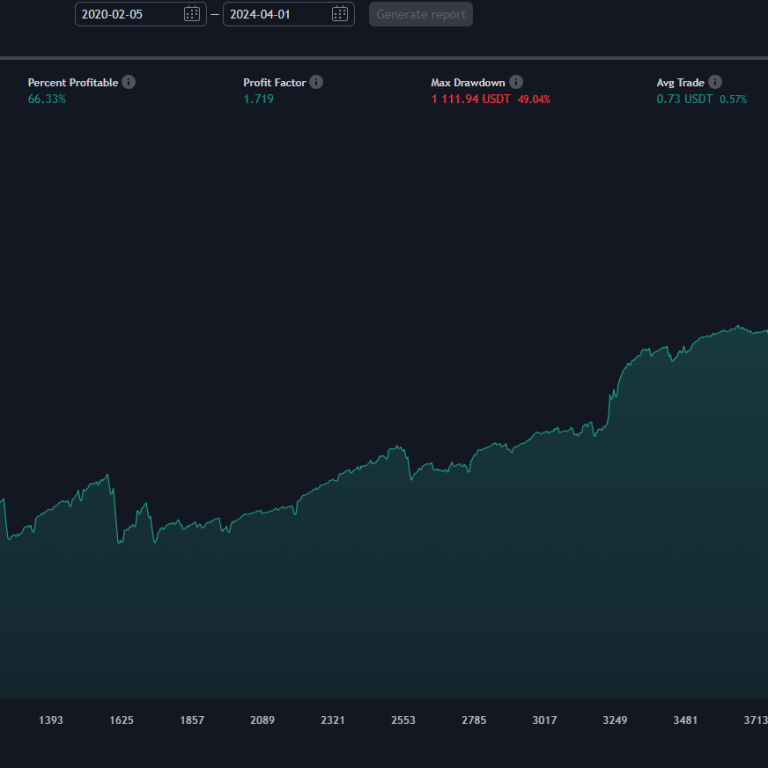 2020-02-05 — 2024-04-01 Generate report
Percent Profitable Profit Factor Max Drawdown Avg Trade
66.33% 1.719 1 111.94 USDT 49.04% 0.73 USDT 0.57%
1393 1625 1857 2089 2321 2553 2785 3017 3249 3481 3713